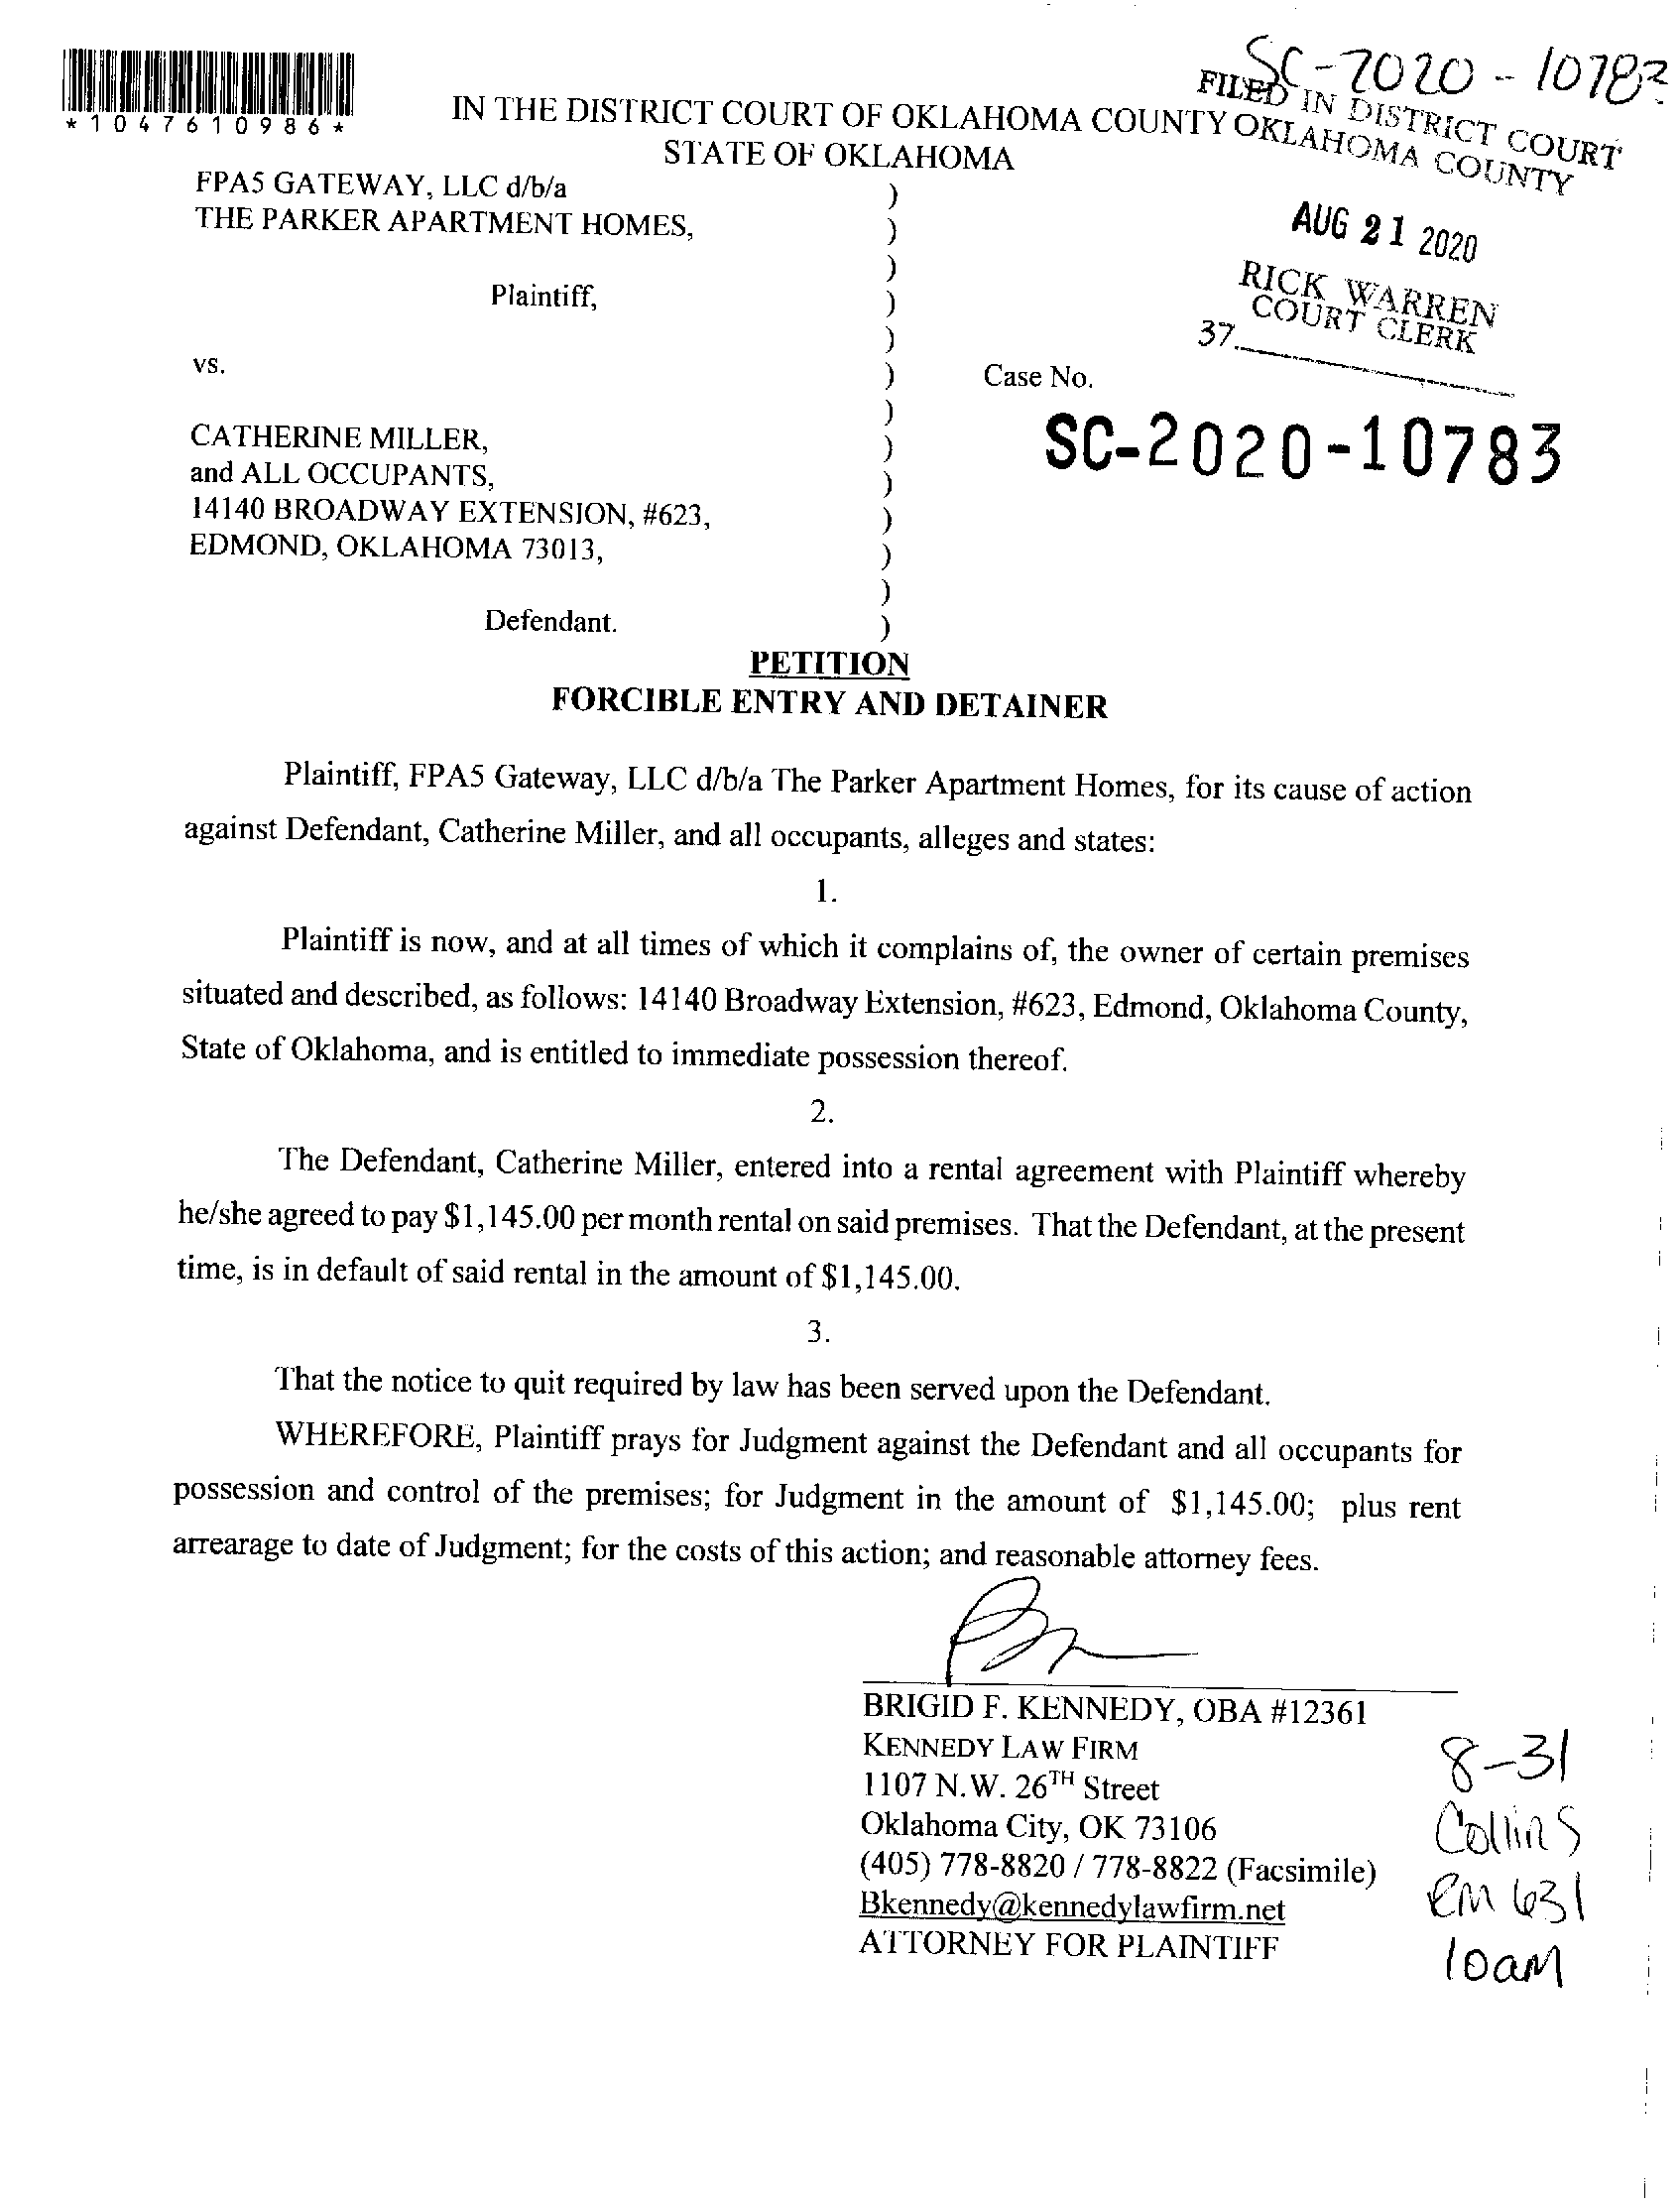 SC-2020-10783
*1047610986*
FILED IN DISTRICT COURT
OKLAHOMA COUNTY
IN THE DISTRICT COURT OF OKLAHOMA COUNTY
STATE OF OKLAHOMA
AUG 21 2020
RICK WARREN
COURT CLERK
37
FPA5 GATEWAY, LLC d/b/a
THE PARKER APARTMENT HOMES,
Plaintiff,
vs.
Case No.
SC-2020-10783
CATHERINE MILLER,
and ALL OCCUPANTS,
14140 BROADWAY EXTENSION, #623,
EDMOND, OKLAHOMA 73013,
Defendant.
PETITION
FORCIBLE ENTRY AND DETAINER
Plaintiff, FPA5 Gateway, LLC d/b/a The Parker Apartment Homes, for its cause of action
against Defendant, Catherine Miller, and all occupants, alleges and states:
1.
Plaintiff is now, and at all times of which it complains of, the owner of certain premises
situated and described, as follows: 14140 Broadway Extension, #623, Edmond, Oklahoma County,
State of Oklahoma, and is entitled to immediate possession thereof.
2.
The Defendant, Catherine Miller, entered into a rental agreement with Plaintiff whereby
he/she agreed to pay $1,145.00 per month rental on said premises. That the Defendant, at the present
time, is in default of said rental in the amount of $1,145.00.
3.
That the notice to quit required by law has been served upon the Defendant.
WHEREFORE, Plaintiff prays for Judgment against the Defendant and all occupants for
possession and control of the premises; for Judgment in the amount of $1,145.00; plus rent
arrearage to date of Judgment; for the costs of this action; and reasonable attorney fees.
BRIGID F. KENNEDY, OBA #12361
KENNEDY LAW FIRM
1107 N.W. 26TH Street
Oklahoma City, OK 73106
(405) 778-8820 / 778-8822 (Facsimile)
Bkennedy@kennedylawfirm.net
ATTORNEY FOR PLAINTIFF
8-31
Collins
RM 631
10am